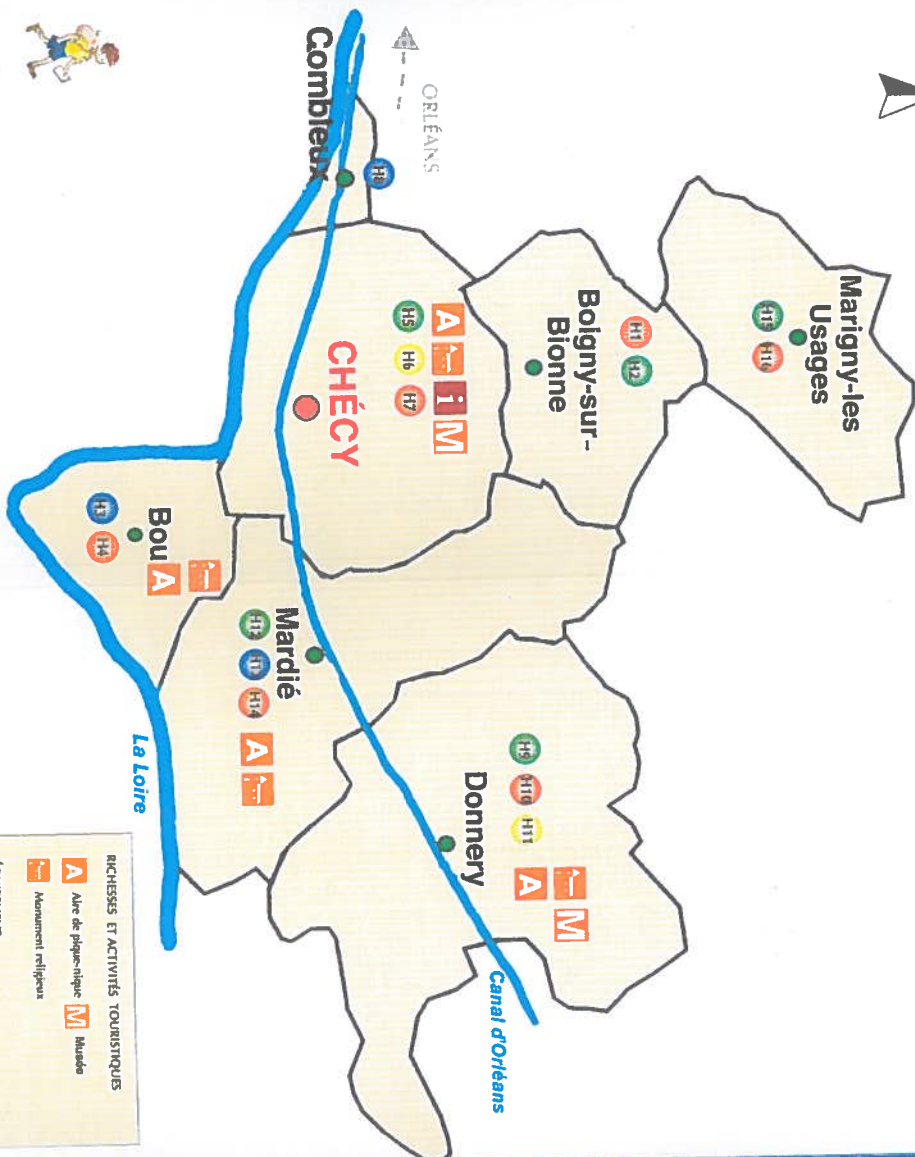 Marigny-les
Usages
H15 H16
H1 H2
Boigny-sur-
Bionne
ORLÉANS
A i M
H5 H6 H7
CHÉCY
H8
Combleux
H9 H10 H11
M
A
Donnery
Canal d'Orléans
Mardié
H12 H13 H14
A
Bou
A
H3 H4
La Loire
RICHESSES ET ACTIVITÉS TOURISTIQUES
A Aire de pique-nique M Musée
Monument religieux